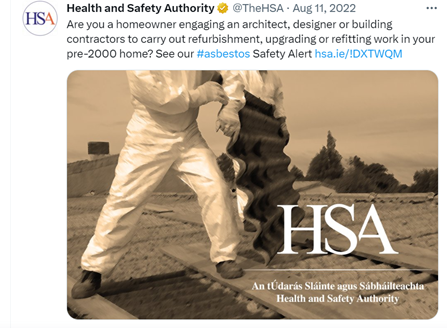 HSA
Health and Safety Authority @TheHSA · Aug 11, 2022
Are you a homeowner engaging an architect, designer or building
contractors to carry out refurbishment, upgrading or refitting work in your
pre-2000 home? See our #asbestos Safety Alert hsa.ie/!DXTWQM
HSA
An tÚdarás Sláinte agus Sábháilteachta
Health and Safety Authority